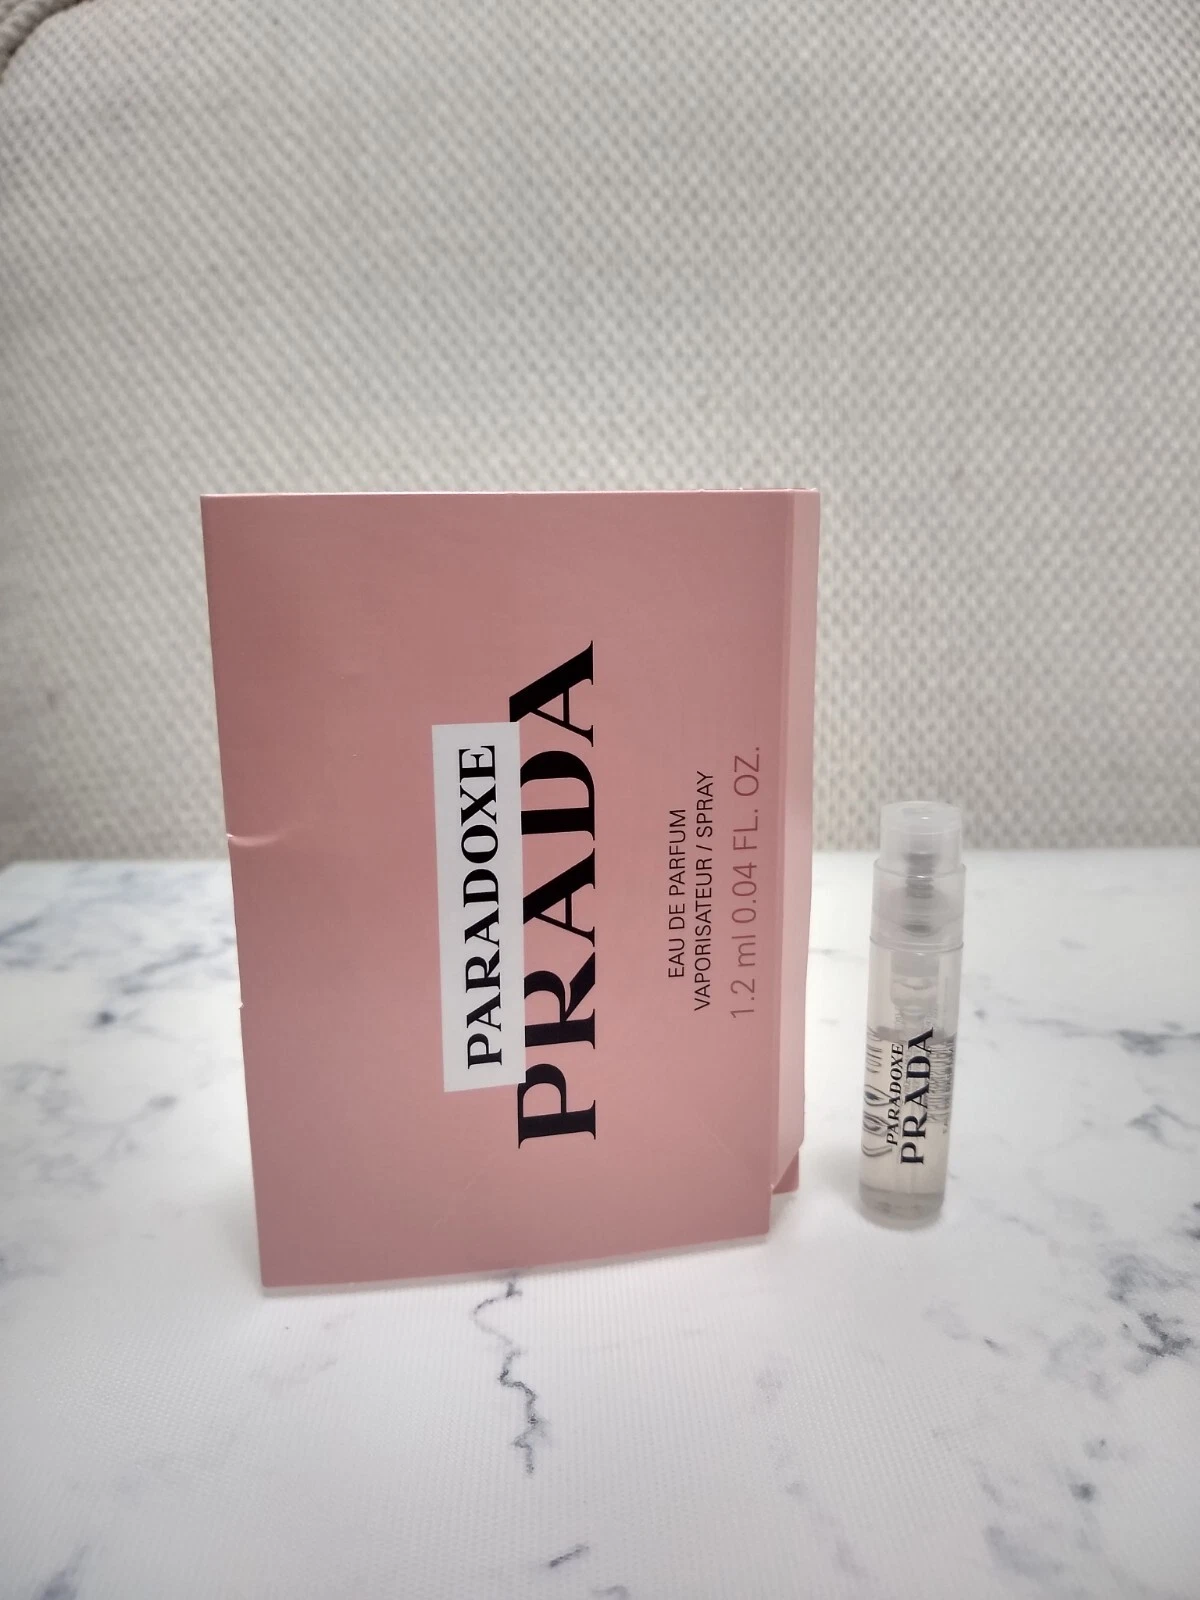 PARADOXE
PRADA
EAU DE PARFUM
VAPORISATEUR / SPRAY
1.2 ml 0.04 FL. OZ.
PARADOXE
PRADA